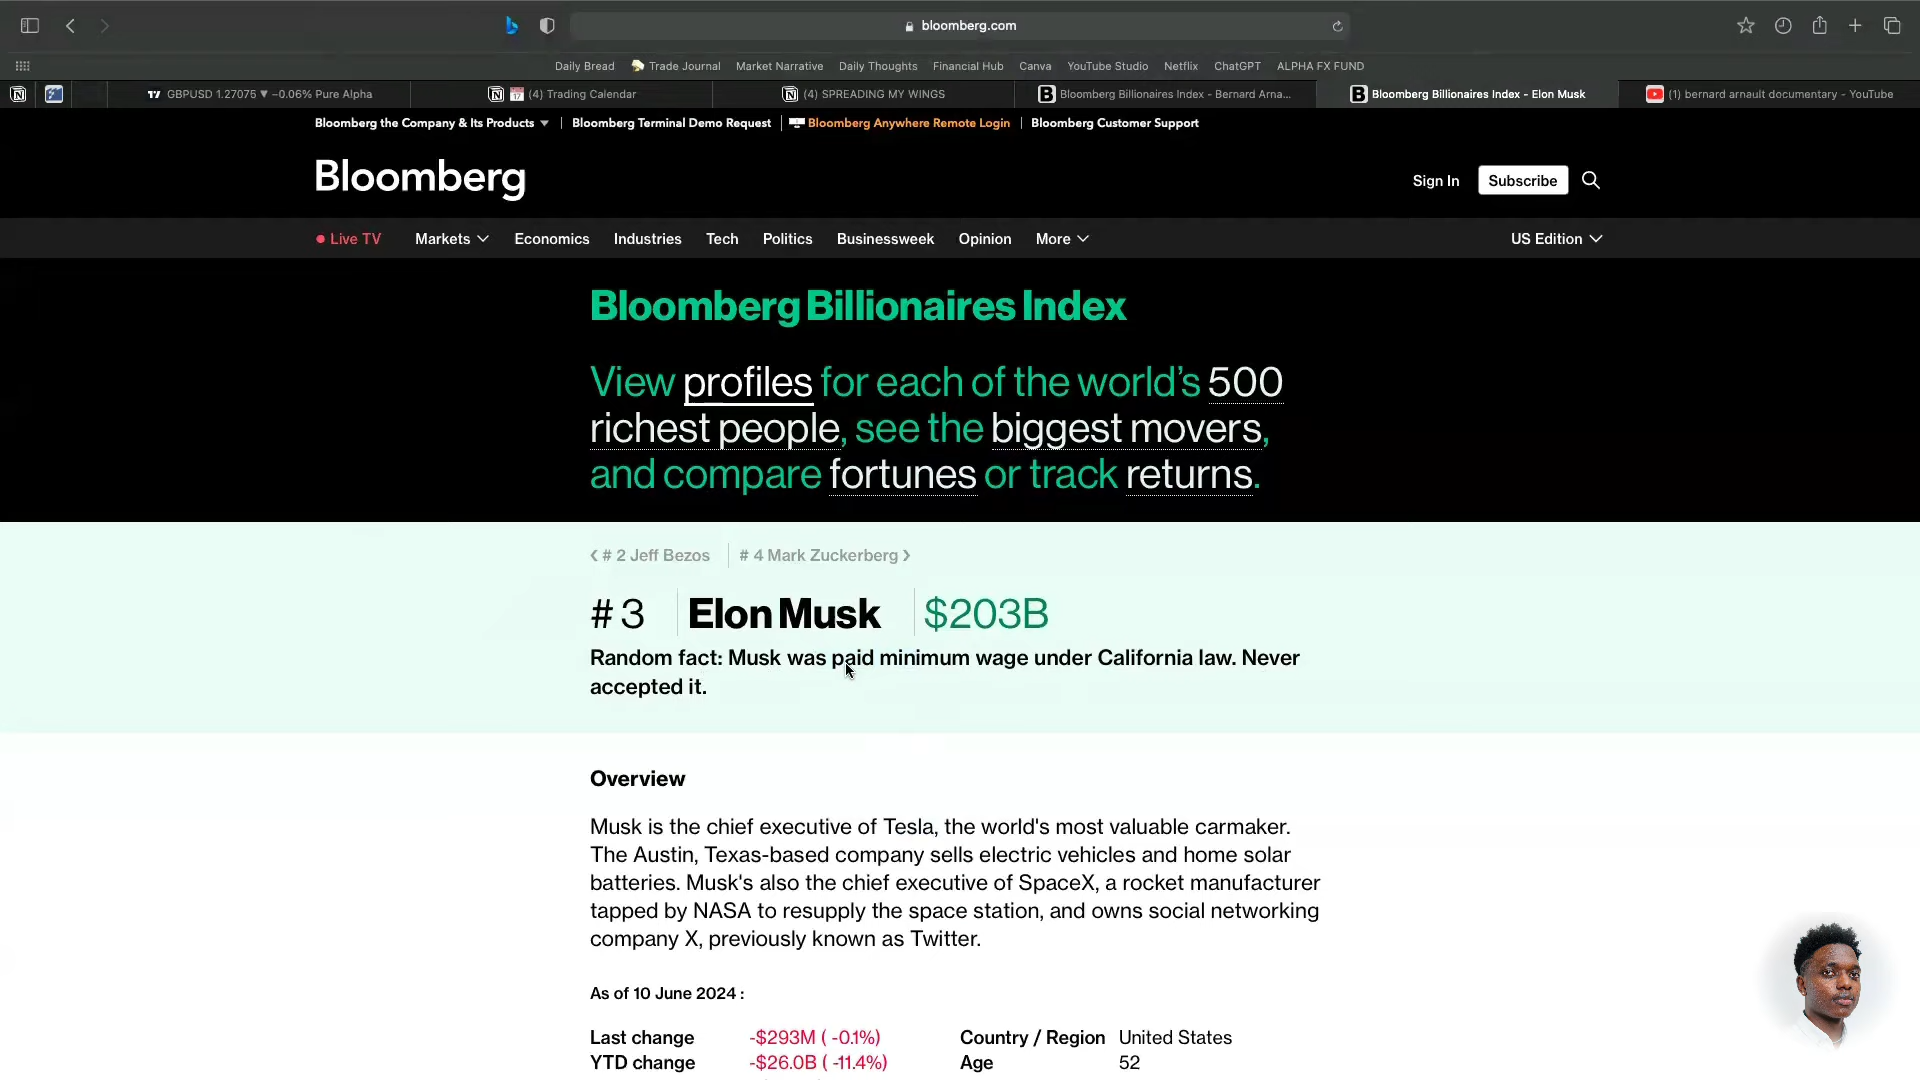 bloomberg.com
Daily Bread Trade Journal Market Narrative Daily Thoughts Financial Hub Canva YouTube Studio Netflix ChatGPT ALPHA FX FUND
GBPUSD 1.27075 ▼ −0.06% Pure Alpha (4) Trading Calendar (4) SPREADING MY WINGS Bloomberg Billionaires Index - Bernard Arna... Bloomberg Billionaires Index - Elon Musk (1) bernard arnault documentary - YouTube
Bloomberg the Company & Its Products Bloomberg Terminal Demo Request Bloomberg Anywhere Remote Login Bloomberg Customer Support
Bloomberg
Sign In Subscribe
Live TV Markets Economics Industries Tech Politics Businessweek Opinion More US Edition
Bloomberg Billionaires Index
View profiles for each of the world's 500
richest people, see the biggest movers,
and compare fortunes or track returns.
# 2 Jeff Bezos # 4 Mark Zuckerberg
# 3 Elon Musk $203B
Random fact: Musk was paid minimum wage under California law. Never
accepted it.
Overview
Musk is the chief executive of Tesla, the world's most valuable carmaker.
The Austin, Texas-based company sells electric vehicles and home solar
batteries. Musk's also the chief executive of SpaceX, a rocket manufacturer
tapped by NASA to resupply the space station, and owns social networking
company X, previously known as Twitter.
As of 10 June 2024 :
Last change -$293M ( -0.1%) Country / Region United States
YTD change -$26.0B ( -11.4%) Age 52